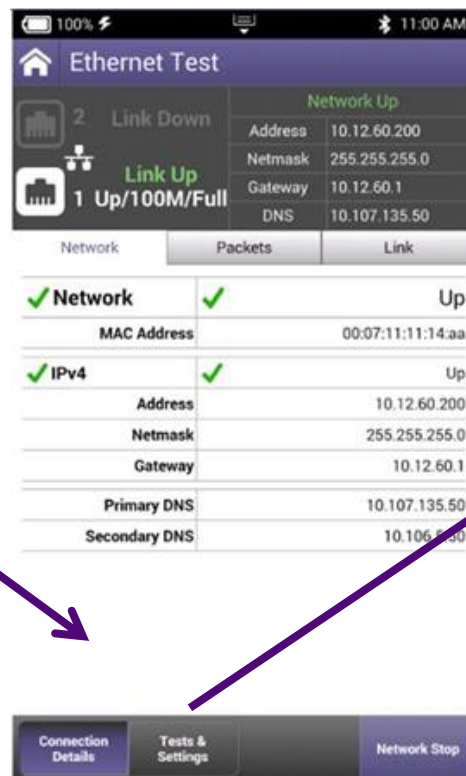 100% 11:00 AM
Ethernet Test
2 Link Down
Link Up
1 Up/100M/Full
Network Up
Address 10.12.60.200
Netmask 255.255.255.0
Gateway 10.12.60.1
DNS 10.107.135.50
Network Packets Link
Network Up
MAC Address 00:07:11:11:14:aa
IPv4 Up
Address 10.12.60.200
Netmask 255.255.255.0
Gateway 10.12.60.1
Primary DNS 10.107.135.50
Secondary DNS
Connection Details
Tests & Settings
Network Stop